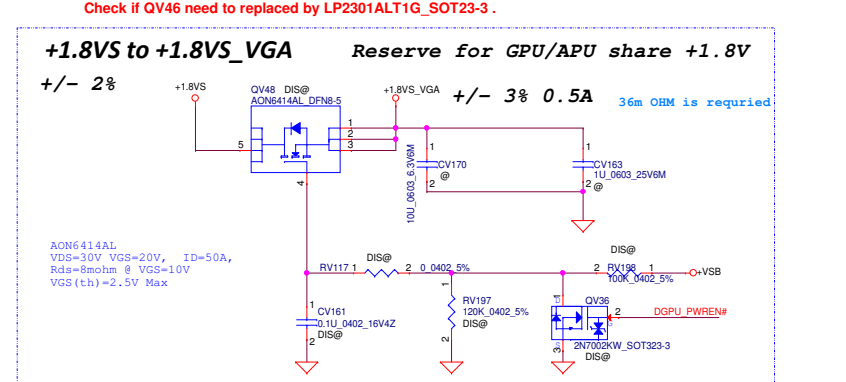 Check if QV46 need to replaced by LP2301ALT1G_SOT23-3 .
+1.8VS to +1.8VS_VGA
Reserve for GPU/APU share +1.8V
+/- 2%
+1.8VS
QV48 DIS@
AON6414AL_DFN8-5
+1.8VS_VGA
+/- 3% 0.5A
36m OHM is requried
5
1
2
3
4
10U_0603_6.3V6M
1
CV170
@
2
1
CV163
1U_0603_25V6M
2
@
AON6414AL
VDS=30V VGS=20V, ID=50A,
Rds=8mohm @ VGS=10V
VGS(th)=2.5V Max
DIS@
RV117 1 2 0_0402_5%
DIS@
2 RV198 1
100K_0402_5%
+VSB
1
CV161
0.1U_0402_16V4Z
DIS@
2
1
RV197
120K_0402_5%
DIS@
2
1
D
QV36
2
G
DGPU_PWREN#
S
3
2N7002KW_SOT323-3
DIS@